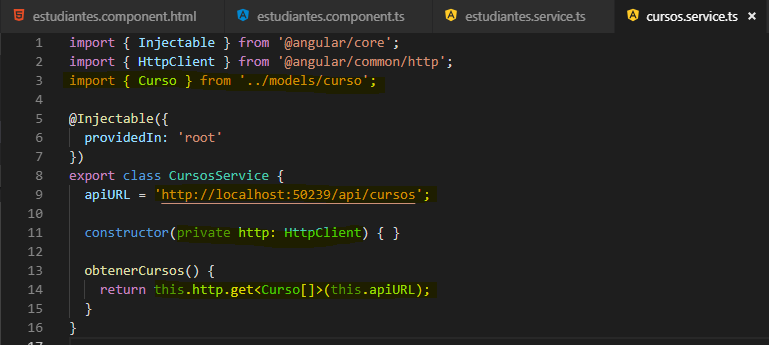 estudiantes.component.html estudiantes.component.ts estudiantes.service.ts cursos.service.ts ×
1 import { Injectable } from '@angular/core';
2 import { HttpClient } from '@angular/common/http';
3 import { Curso } from '../models/curso';
4
5 @Injectable({
6 providedIn: 'root'
7 })
8 export class CursosService {
9 apiURL = 'http://localhost:50239/api/cursos';
10
11 constructor(private http: HttpClient) { }
12
13 obtenerCursos() {
14 return this.http.get<Curso[]>(this.apiURL);
15 }
16 }
17